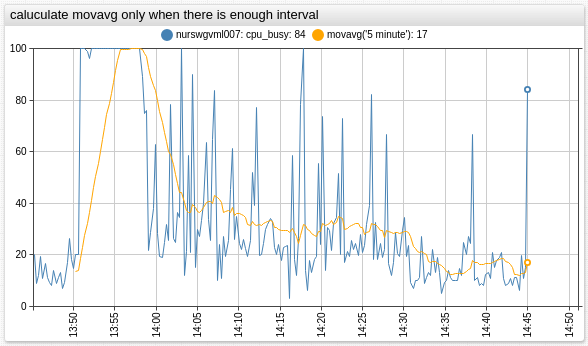 caluculate movavg only when there is enough interval
nurswgvml007: cpu_busy: 84 movavg('5 minute'): 17
100
80
60
40
20
0
13:50 13:55 14:00 14:05 14:10 14:15 14:20 14:25 14:30 14:35 14:40 14:45 14:50